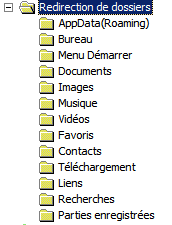 Redirection de dossiers
AppData(Roaming)
Bureau
Menu Démarrer
Documents
Images
Musique
Vidéos
Favoris
Contacts
Téléchargement
Liens
Recherches
Parties enregistrées